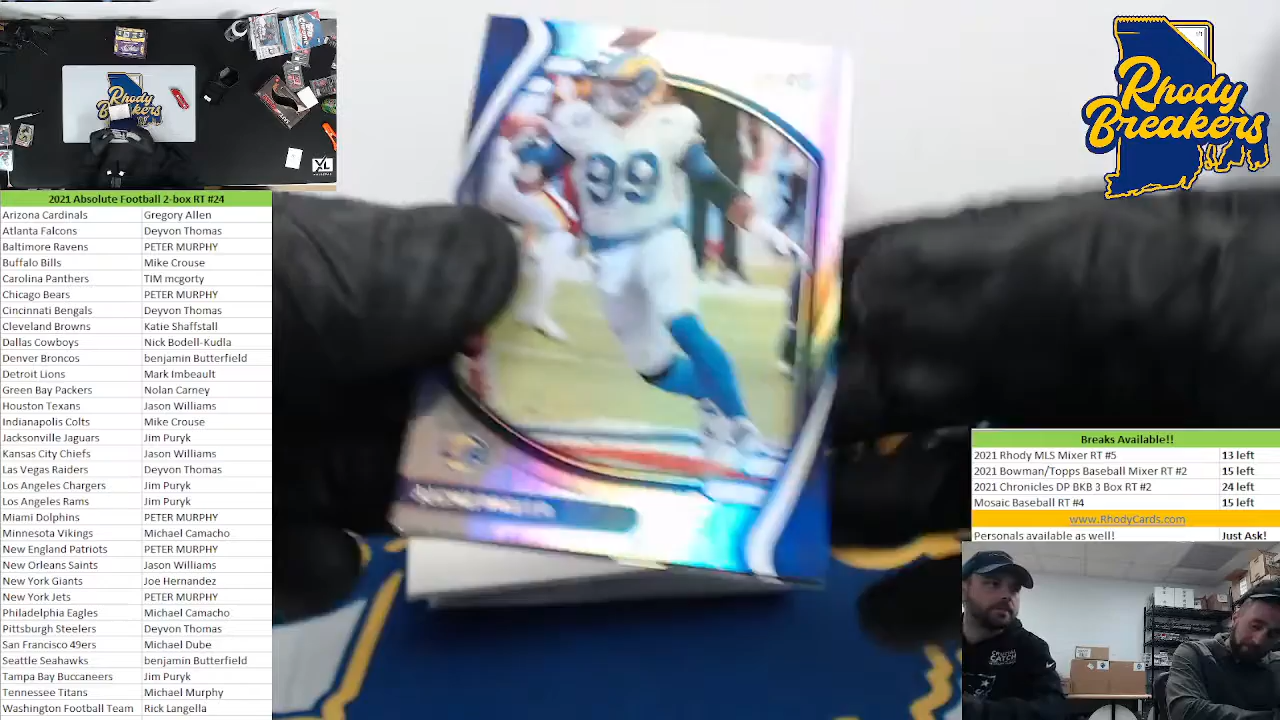 Rhody
Breakers
XL
2021 Absolute Football 2-box RT #24
Arizona Cardinals Gregory Allen
Atlanta Falcons Deyvon Thomas
Baltimore Ravens PETER MURPHY
Buffalo Bills Mike Crouse
Carolina Panthers TIM mcgorty
Chicago Bears PETER MURPHY
Cincinnati Bengals Deyvon Thomas
Cleveland Browns Katie Shaffstall
Dallas Cowboys Nick Bodell-Kudla
Denver Broncos benjamin Butterfield
Detroit Lions Mark Imbeault
Green Bay Packers Nolan Carney
Houston Texans Jason Williams
Indianapolis Colts Mike Crouse
Jacksonville Jaguars Jim Puryk
Kansas City Chiefs Jason Williams
Las Vegas Raiders Deyvon Thomas
Los Angeles Chargers Jim Puryk
Los Angeles Rams Jim Puryk
Miami Dolphins PETER MURPHY
Minnesota Vikings Michael Camacho
New England Patriots PETER MURPHY
New Orleans Saints Jason Williams
New York Giants Joe Hernandez
New York Jets PETER MURPHY
Philadelphia Eagles Michael Camacho
Pittsburgh Steelers Deyvon Thomas
San Francisco 49ers Michael Dube
Seattle Seahawks benjamin Butterfield
Tampa Bay Buccaneers Jim Puryk
Tennessee Titans Michael Murphy
Washington Football Team Rick Langella
99
1/1
Rhody
Breakers
Breaks Available!!
2021 Rhody MLS Mixer RT #5 13 left
2021 Bowman/Topps Baseball Mixer RT #2 15 left
2021 Chronicles DP BKB 3 Box RT #2 24 left
Mosaic Baseball RT #4 15 left
www.RhodyCards.com
Personals available as well! Just Ask!
CATCH